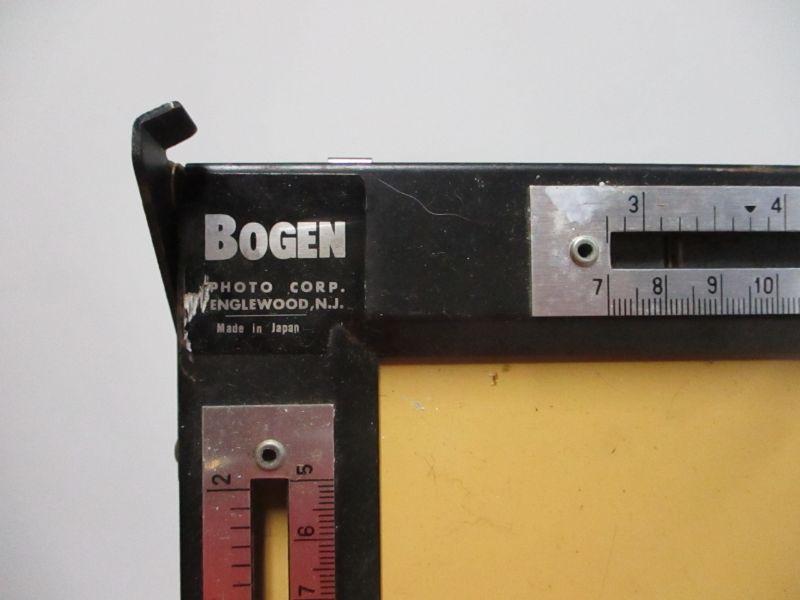 BOGEN
PHOTO CORP.
ENGLEWOOD, N.J.
Made in Japan
3 4
7 8 9 10
2 5
6
7